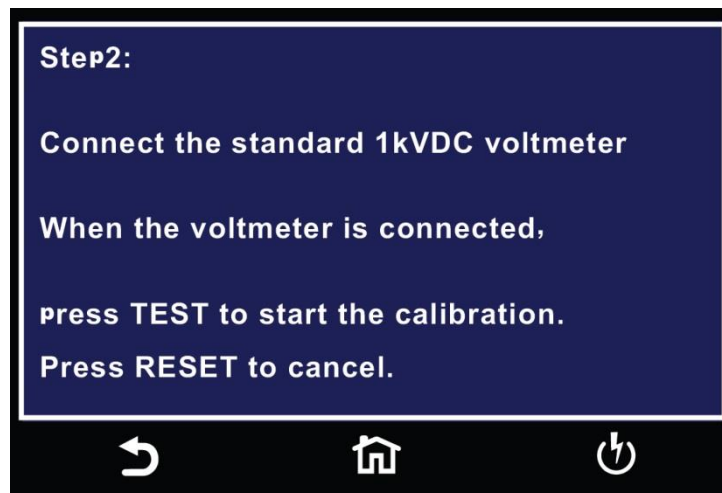 Step2:
Connect the standard 1kVDC voltmeter
When the voltmeter is connected,
press TEST to start the calibration.
Press RESET to cancel.